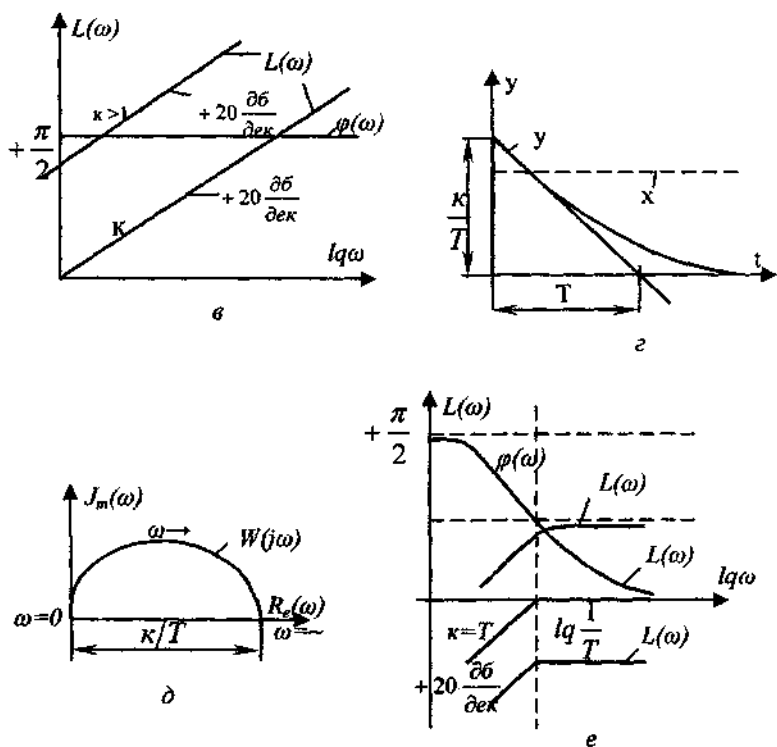 L(ω)
L(ω)
к >1
+ 20 дб/дек
φ(ω)
+ π/2
+ 20 дб/дек
К
lqω
в
y
y
x
к/T
t
T
г
J_m(ω)
ω→
W(jω)
ω=0
R_e(ω)
ω=~
к/T
д
L(ω)
+ π/2
φ(ω)
L(ω)
L(ω)
lqω
к=T
lq 1/T
L(ω)
+ 20 дб/дек
е